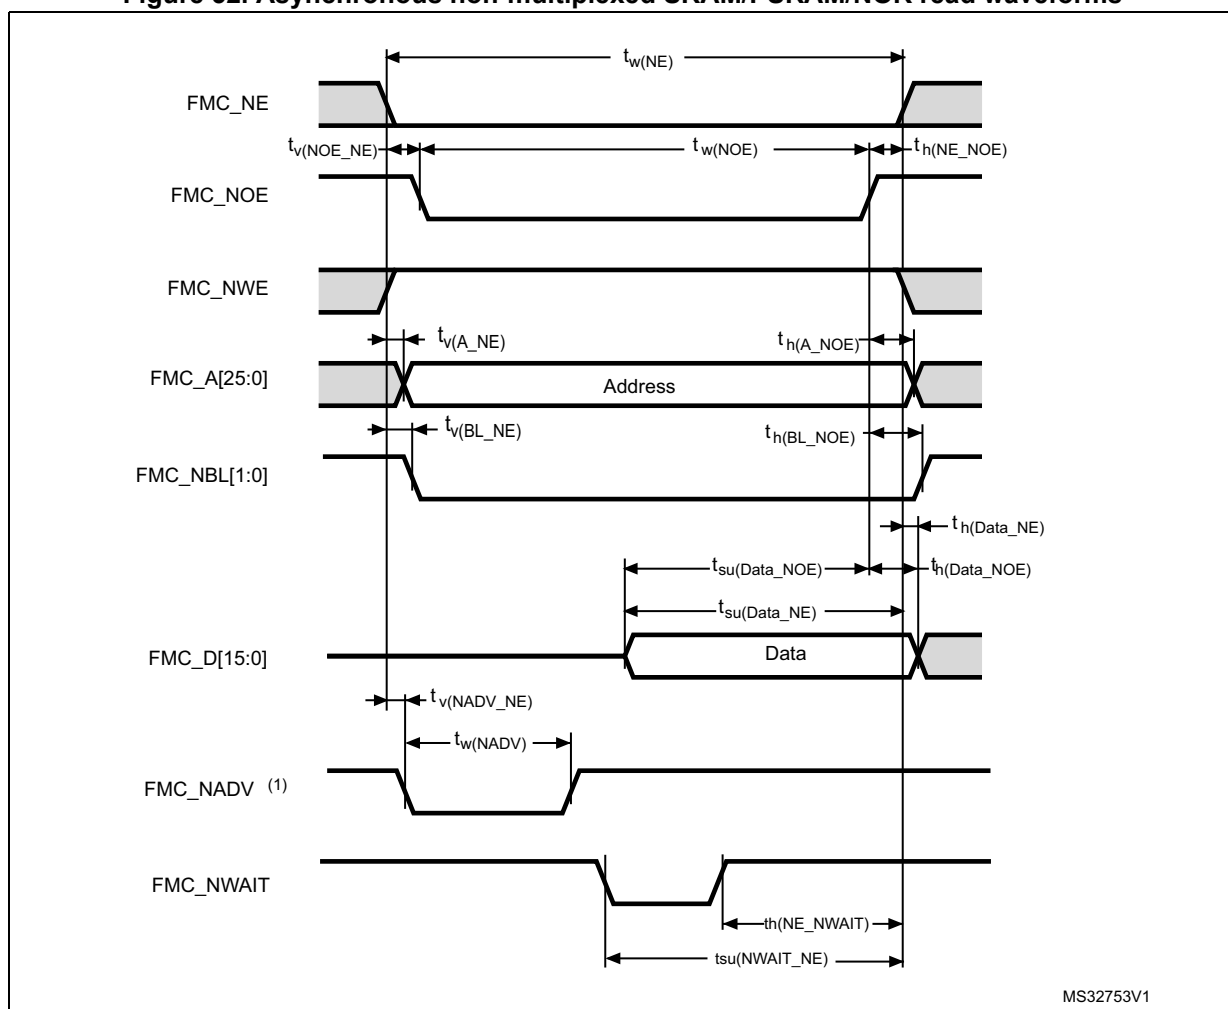 Figure 52. Asynchronous non-multiplexed SRAM/PSRAM/NOR read waveforms
tw(NE)
FMC_NE
tv(NOE_NE)
tw(NOE)
th(NE_NOE)
FMC_NOE
FMC_NWE
tv(A_NE)
th(A_NOE)
FMC_A[25:0]
Address
tv(BL_NE)
th(BL_NOE)
FMC_NBL[1:0]
th(Data_NE)
tsu(Data_NOE)
th(Data_NOE)
tsu(Data_NE)
FMC_D[15:0]
Data
tv(NADV_NE)
tw(NADV)
FMC_NADV (1)
FMC_NWAIT
th(NE_NWAIT)
tsu(NWAIT_NE)
MS32753V1